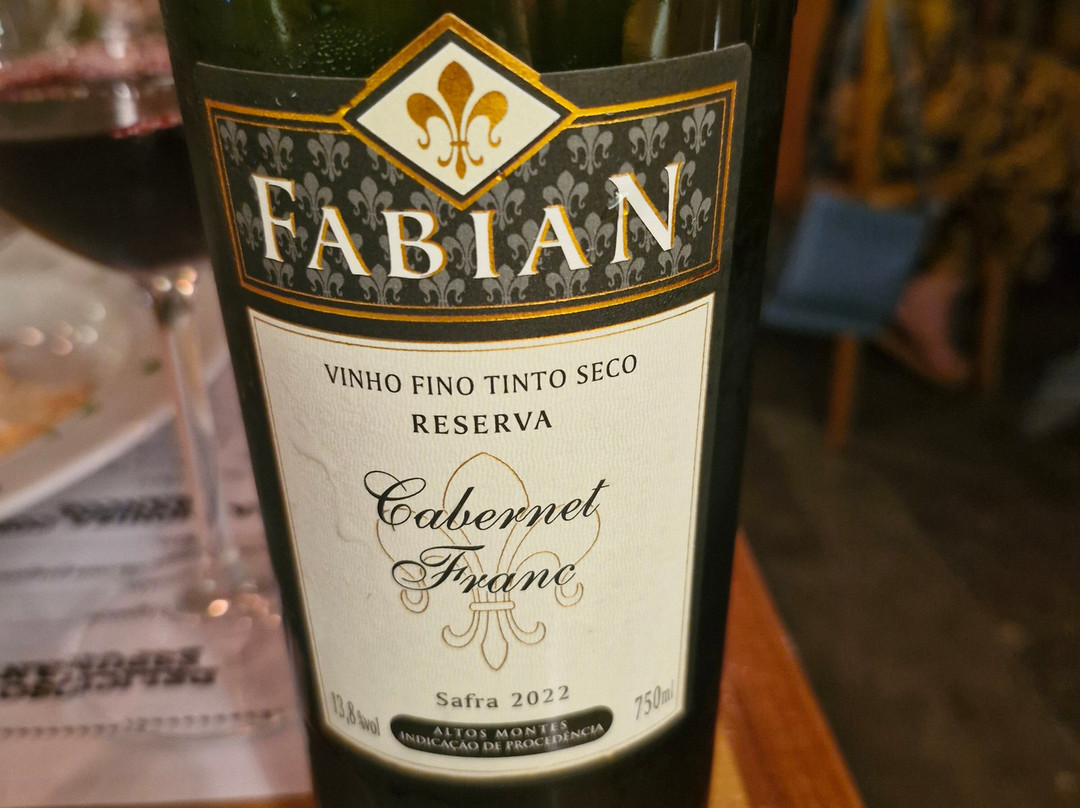 FABIAN
VINHO FINO TINTO SECO
RESERVA
Cabernet
Franc
Safra 2022
13,8%vol
750ml
ALTOS MONTES
INDICAÇÃO DE PROCEDÊNCIA